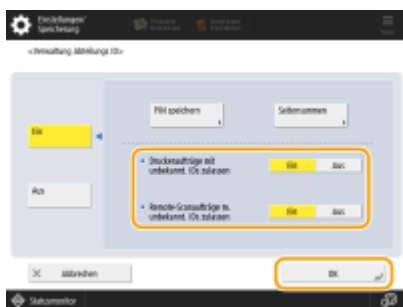 Einstellungen/
Speicherung
<Verwaltung Abteilungs IDs>
Ein
PIN speichern
Seitensummen
Druckeraufträge mit
unbekannt. IDs zulassen
Ein
Aus
Aus
Remote-Scanaufträge m.
unbekannt. IDs zulassen
Ein
Aus
Abbrechen
OK
Statusmonitor